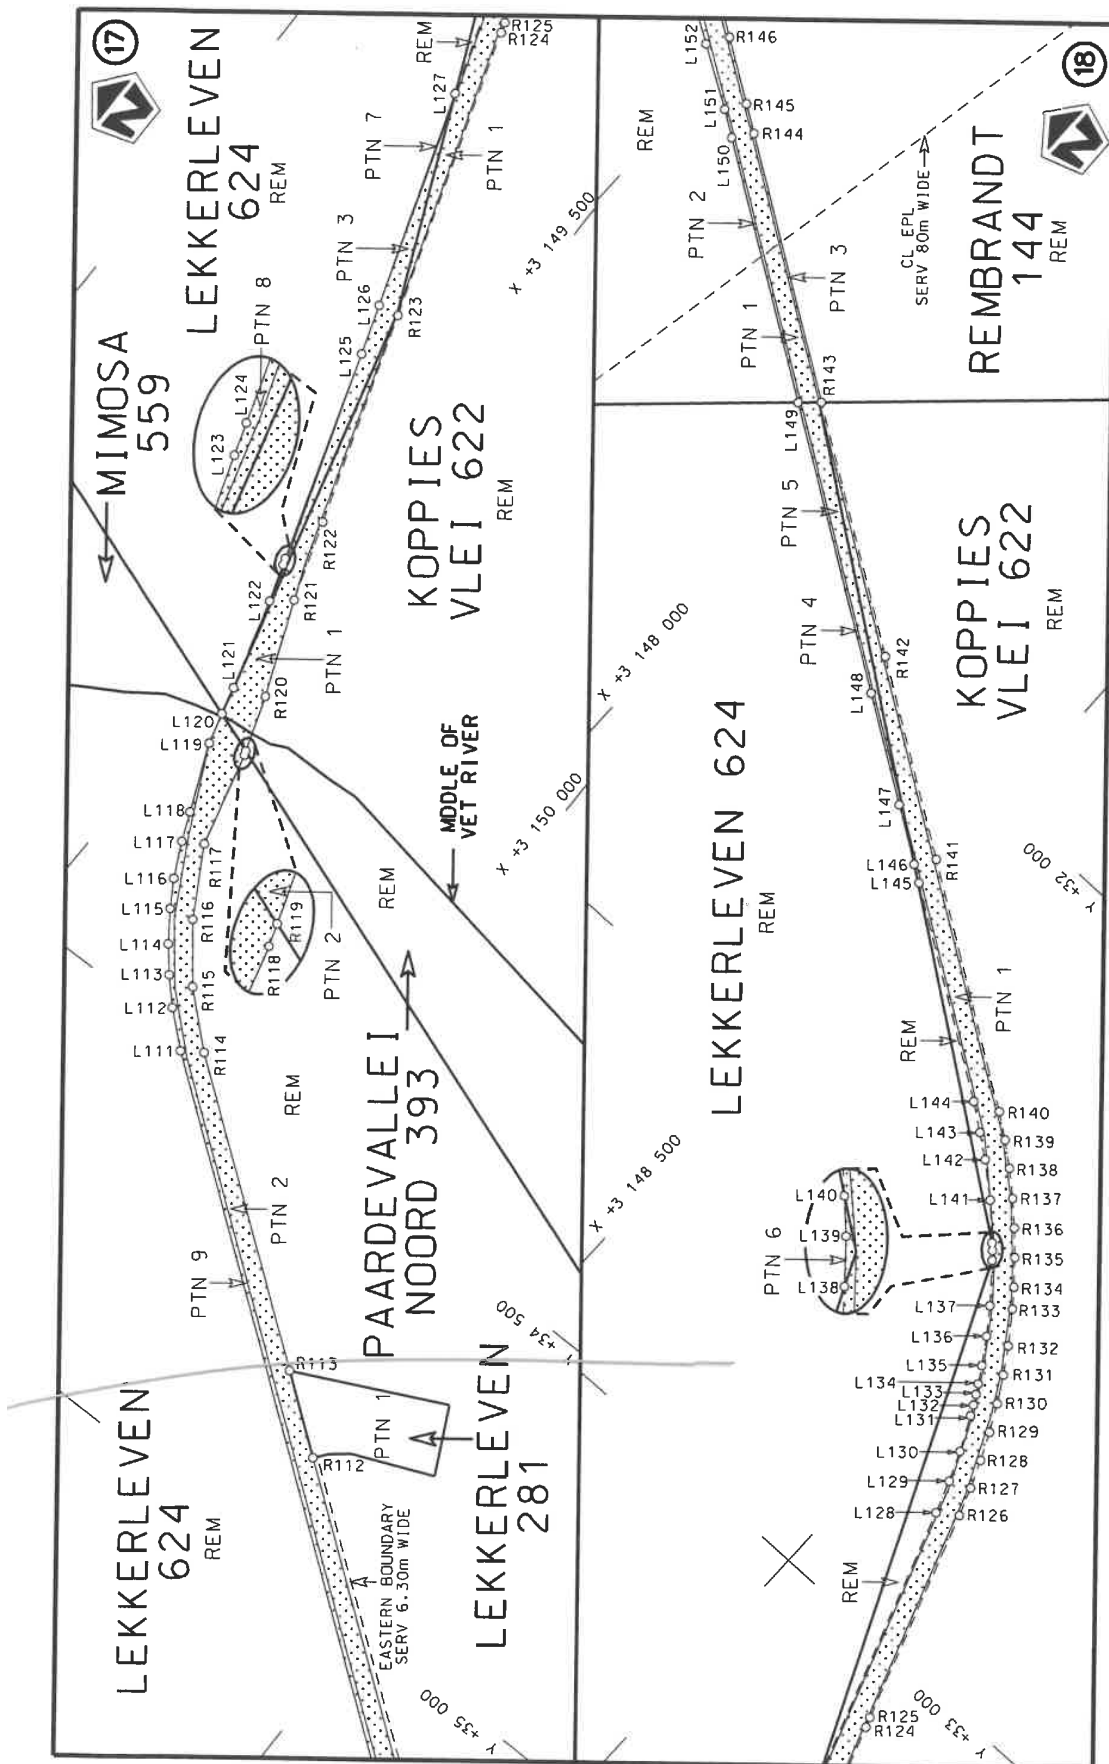 17
LEKKERLEVEN
624
REM
MIMOSA
559
LEKKERLEVEN
624
REM
PTN 8
L123
L124
PTN 3
PTN 7
REM
PTN 1
R125
R124
L127
L126
L125
R123
R122
L122
R121
L121
PTN 1
R120
L120
L119
L118
L117
R117
L116
L115
R116
L114
L113
R115
L112
L111
R114
R118
R119
PTN 2
REM
MDDLE OF
VET RIVER
KOPPIES
VLEI 622
REM
X +3 149 500
X +3 150 000
PAARDEVALLEI
NOORD 393
REM
PTN 9
PTN 2
R113
R112
PTN 1
LEKKERLEVEN
281
EASTERN BOUNDARY
SERV 6.30m WIDE
Y +34 500
Y +35 000
18
REMBRANDT
144
REM
CL EPL
SERV 80m WIDE
L152
R146
L151
R145
L150
R144
REM
PTN 2
PTN 1
PTN 3
L149
R143
PTN 5
PTN 4
L148
R142
L147
L146
L145
R141
X +3 148 000
X +3 148 500
KOPPIES
VLEI 622
REM
LEKKERLEVEN 624
REM
Y +32 000
PTN 1
REM
L144
L143
L142
L141
L140
L139
L138
PTN 6
L137
L136
L135
L134
L133
L132
L131
L130
L129
L128
R140
R139
R138
R137
R136
R135
R134
R133
R132
R131
R130
R129
R128
R127
R126
REM
R125
R124
Y +33 000